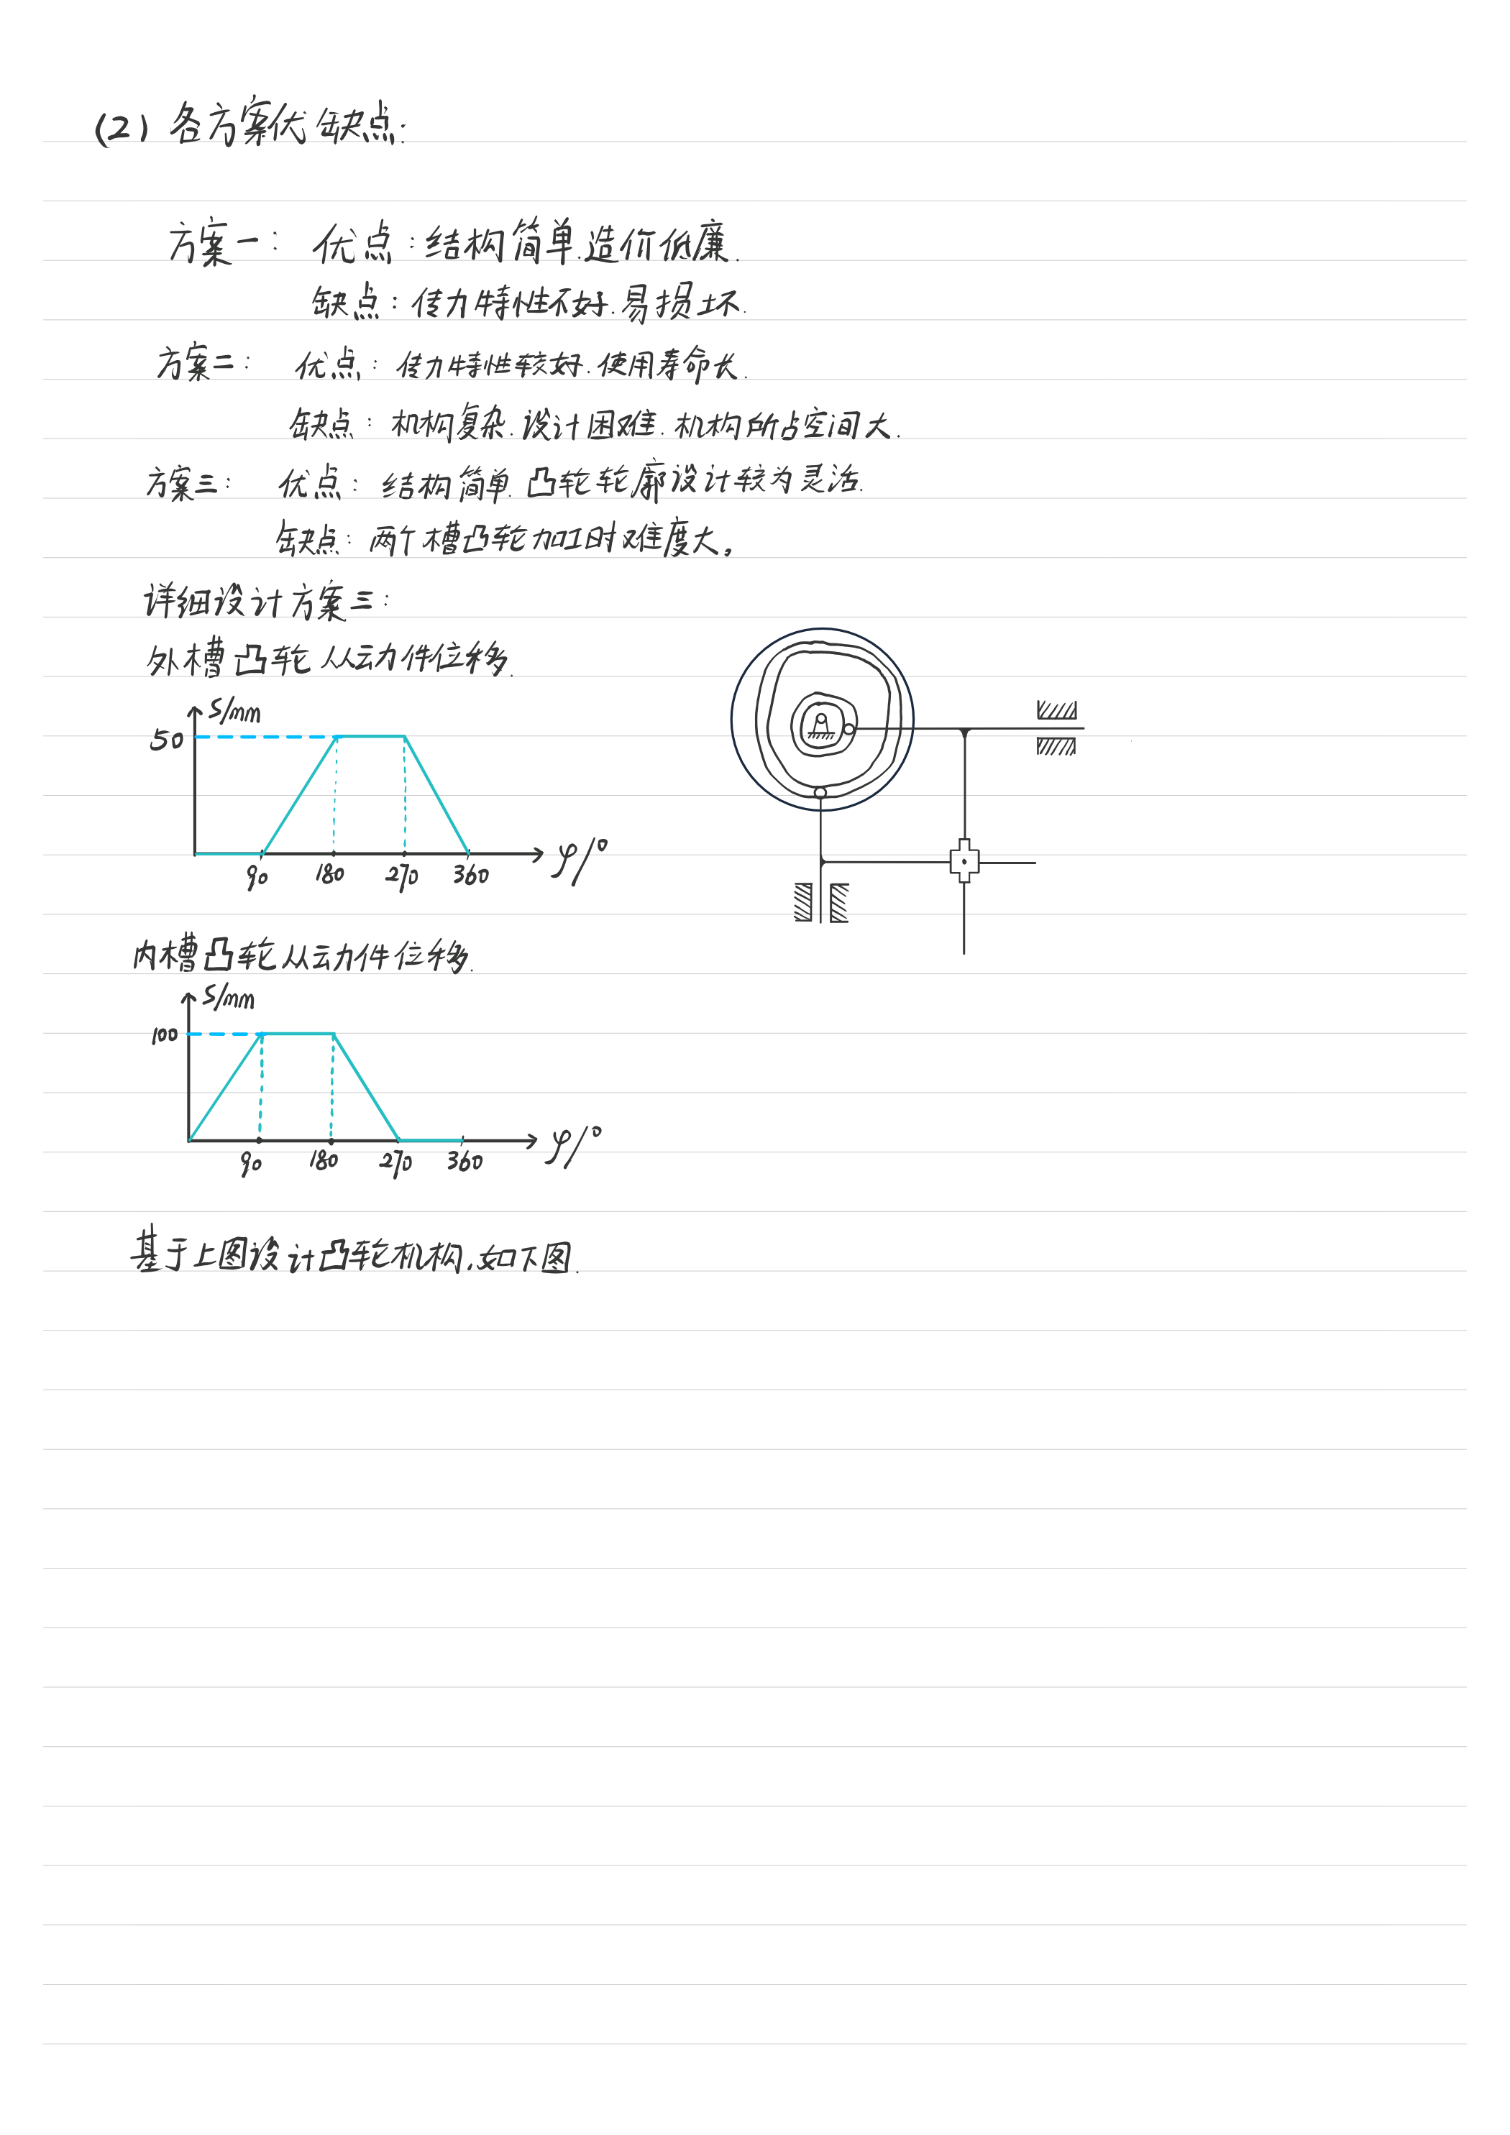 (2) 各方案优缺点:
方案一: 优点:结构简单.造价低廉.
缺点:传力特性不好.易损坏.
方案二: 优点:传力特性较好.使用寿命长.
缺点:机构复杂.设计困难.机构所占空间大.
方案三: 优点:结构简单.凸轮轮廓设计较为灵活.
缺点:两个槽凸轮加工时难度大。
详细设计方案三:
外槽凸轮从动件位移.
S/mm
50
90 180 270 360 φ/°
内槽凸轮从动件位移.
S/mm
100
90 180 270 360 φ/°
基于上图设计凸轮机构,如下图.